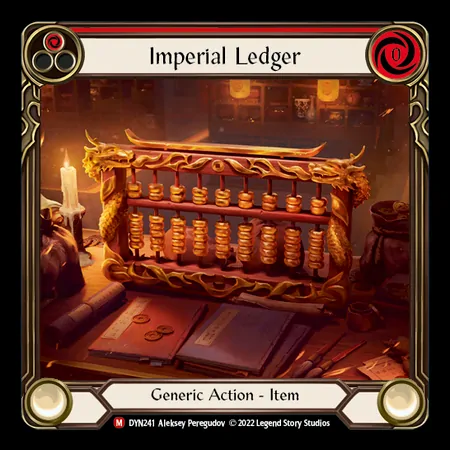 Imperial Ledger
0
Generic Action - Item
M DYN241 Aleksey Peregudov © 2022 Legend Story Studios